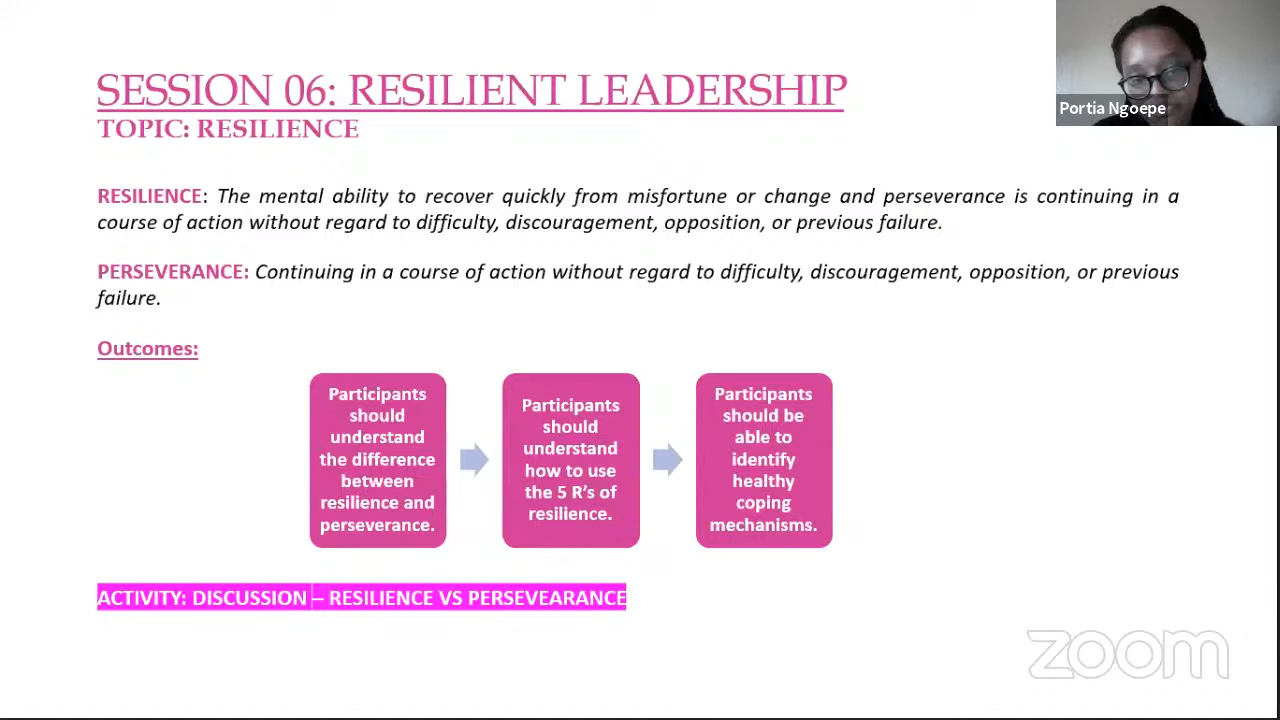 SESSION 06: RESILIENT LEADERSHIP
TOPIC: RESILIENCE
Portia Ngoepe
RESILIENCE: The mental ability to recover quickly from misfortune or change and perseverance is continuing in a
course of action without regard to difficulty, discouragement, opposition, or previous failure.
PERSEVERANCE: Continuing in a course of action without regard to difficulty, discouragement, opposition, or previous
failure.
Outcomes:
Participants
should
understand
the difference
between
resilience and
perseverance.
Participants
should
understand
how to use
the 5 R's of
resilience.
Participants
should be
able to
identify
healthy
coping
mechanisms.
ACTIVITY: DISCUSSION – RESILIENCE VS PERSEVEARANCE
zoom